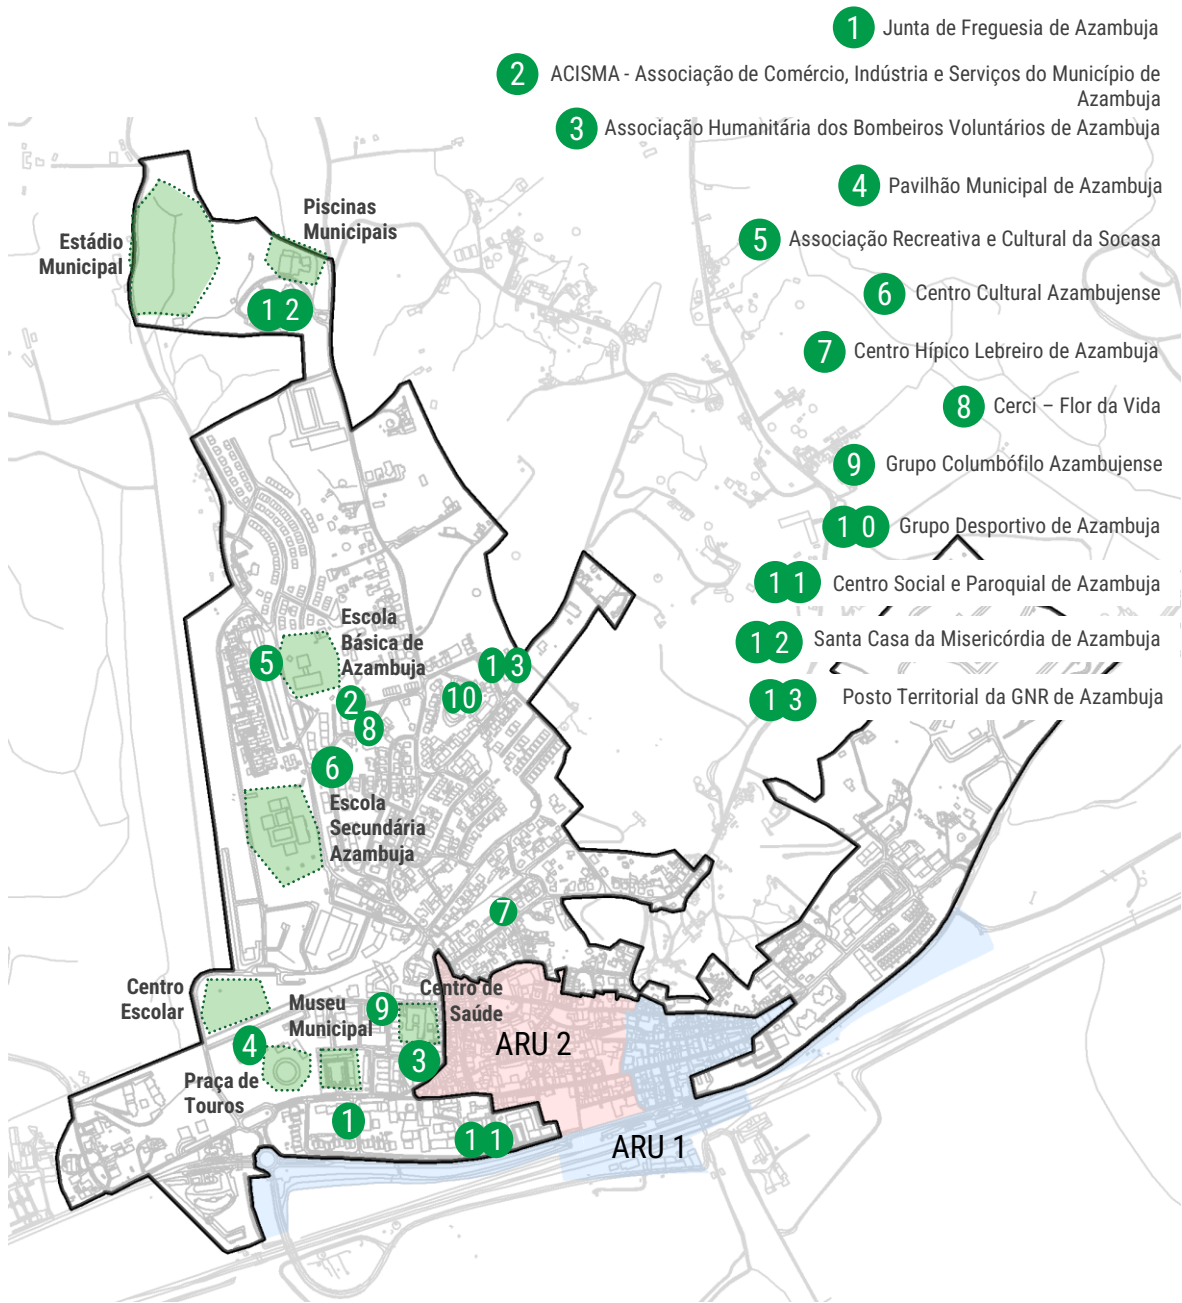 1 Junta de Freguesia de Azambuja
2 ACISMA - Associação de Comércio, Indústria e Serviços do Município de
Azambuja
3 Associação Humanitária dos Bombeiros Voluntários de Azambuja
4 Pavilhão Municipal de Azambuja
5 Associação Recreativa e Cultural da Socasa
6 Centro Cultural Azambujense
7 Centro Hípico Lebreiro de Azambuja
8 Cerci – Flor da Vida
9 Grupo Columbófilo Azambujense
10 Grupo Desportivo de Azambuja
11 Centro Social e Paroquial de Azambuja
12 Santa Casa da Misericórdia de Azambuja
13 Posto Territorial da GNR de Azambuja
Piscinas
Municipais
Estádio
Municipal
12
Escola
Básica de
Azambuja
5
13
10
2
8
6
Escola
Secundária
Azambuja
7
Centro
Escolar
Museu
Municipal
9
Centro de
Saúde
4
3
ARU 2
Praça de
Touros
1
11
ARU 1